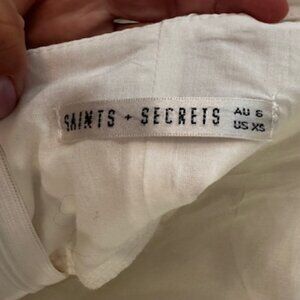 SAINTS + SECRETS
AU 6
US XS